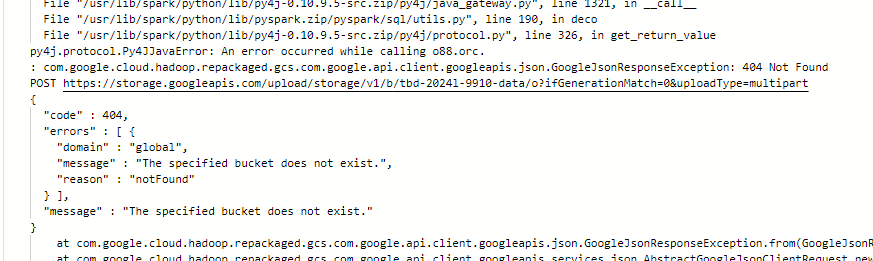 File "/usr/lib/spark/python/lib/py4j-0.10.9.5-src.zip/py4j/java_gateway.py", line 1321, in __call__
File "/usr/lib/spark/python/lib/pyspark.zip/pyspark/sql/utils.py", line 190, in deco
File "/usr/lib/spark/python/lib/py4j-0.10.9.5-src.zip/py4j/protocol.py", line 326, in get_return_value
py4j.protocol.Py4JJavaError: An error occurred while calling o88.orc.
: com.google.cloud.hadoop.repackaged.gcs.com.google.api.client.googleapis.json.GoogleJsonResponseException: 404 Not Found
POST https://storage.googleapis.com/upload/storage/v1/b/tbd-2024l-9910-data/o?ifGenerationMatch=0&uploadType=multipart
{
"code" : 404,
"errors" : [ {
"domain" : "global",
"message" : "The specified bucket does not exist.",
"reason" : "notFound"
} ],
"message" : "The specified bucket does not exist."
}
at com.google.cloud.hadoop.repackaged.gcs.com.google.api.client.googleapis.json.GoogleJsonResponseException.from(GoogleJsonR
at com.google.cloud.hadoop.repackaged.gcs.com.google.api.client.googleapis.services.json.AbstractGoogleJsonClientRequest.new